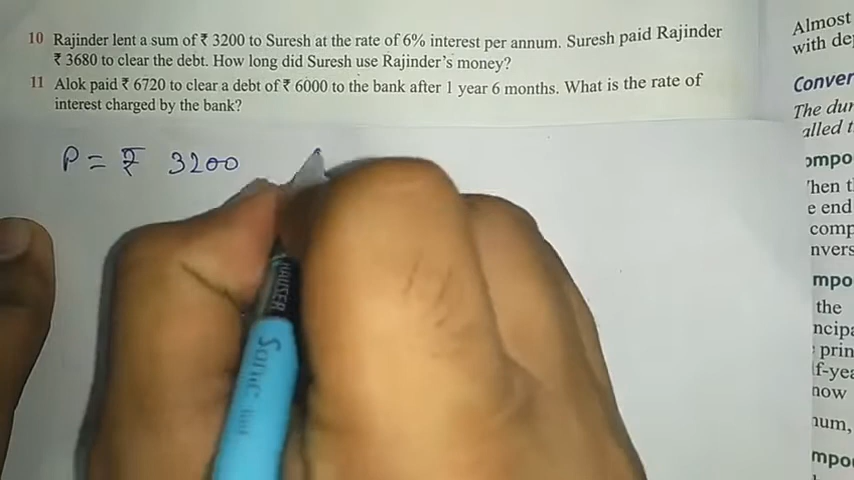 10 Rajinder lent a sum of ₹ 3200 to Suresh at the rate of 6% interest per annum. Suresh paid Rajinder
₹ 3680 to clear the debt. How long did Suresh use Rajinder's money?
11 Alok paid ₹ 6720 to clear a debt of ₹ 6000 to the bank after 1 year 6 months. What is the rate of
interest charged by the bank?
P = ₹ 3200
HAUSER
Sonic
Almost
with de
Conver
The dur
alled t
ompo
hen t
e end
comp
nvers
mpo
the
ncipa
prin
f-yea
now
num,
mpo